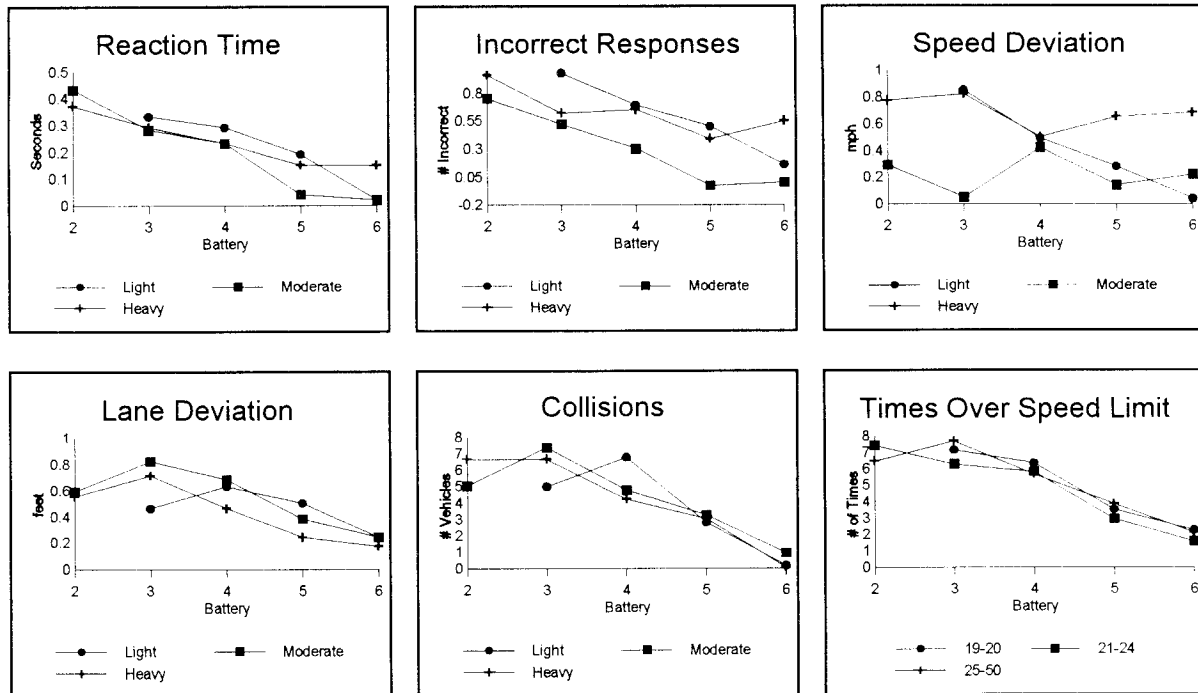 Reaction Time
Seconds
0.5
0.4
0.3
0.2
0.1
0
2 3 4 5 6
Battery
Light Moderate
Heavy
Incorrect Responses
# Incorrect
0.8
0.55
0.3
0.05
-0.2
2 3 4 5 6
Battery
Light Moderate
Heavy
Speed Deviation
mph
1
0.8
0.6
0.4
0.2
0
2 3 4 5 6
Battery
Light Moderate
Heavy
Lane Deviation
feet
1
0.8
0.6
0.4
0.2
0
2 3 4 5 6
Battery
Light Moderate
Heavy
Collisions
# Vehicles
8
7
6
5
4
3
2
1
0
2 3 4 5 6
Battery
Light Moderate
Heavy
Times Over Speed Limit
# of Times
8
7
6
5
4
3
2
1
0
2 3 4 5 6
Battery
19-20 21-24
25-50